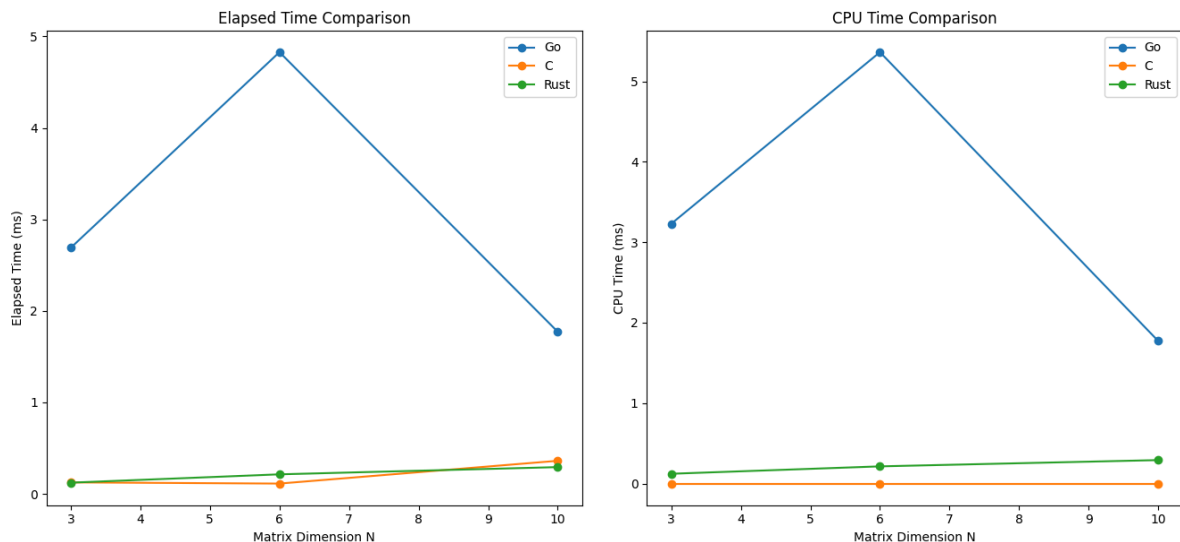 Elapsed Time Comparison
Go
C
Rust
5
4
3
2
1
0
Elapsed Time (ms)
3 4 5 6 7 8 9 10
Matrix Dimension N
CPU Time Comparison
Go
C
Rust
5
4
3
2
1
0
CPU Time (ms)
3 4 5 6 7 8 9 10
Matrix Dimension N